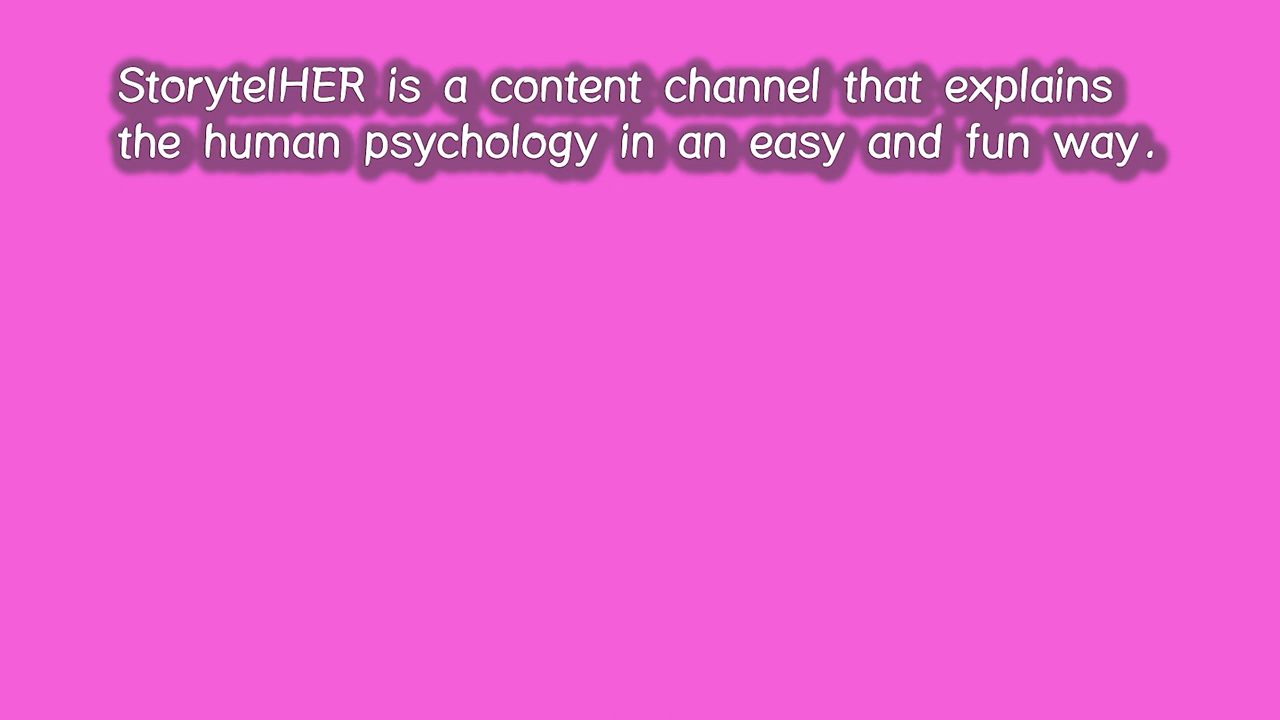 StorytelHER is a content channel that explains
the human psychology in an easy and fun way.